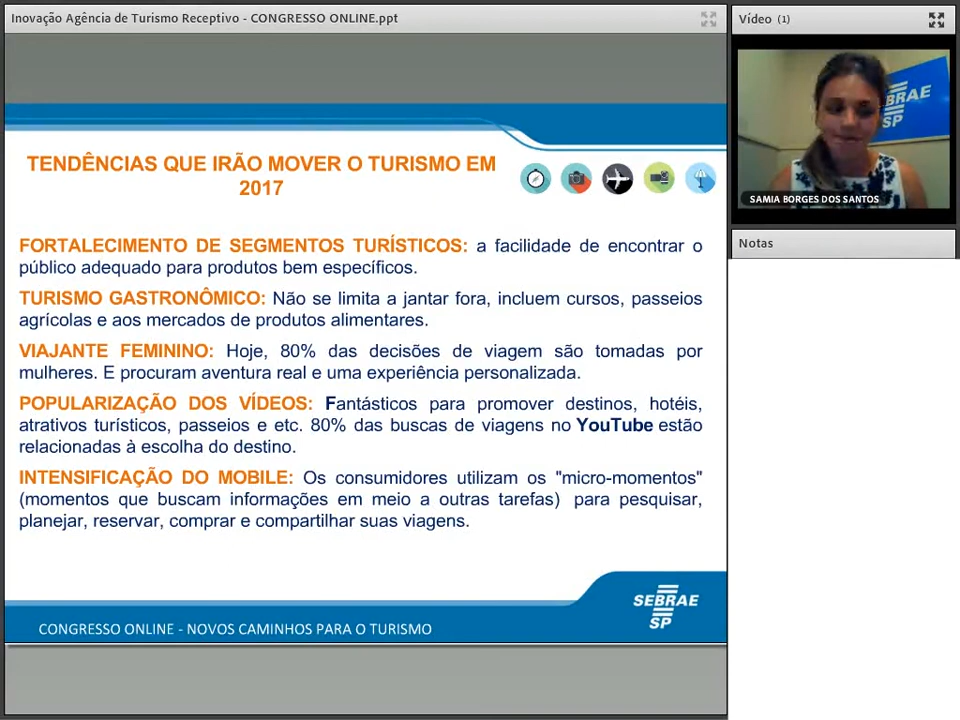 Inovação Agência de Turismo Receptivo - CONGRESSO ONLINE.ppt
Vídeo (1)
SEBRAE
SP
SAMIA BORGES DOS SANTOS
Notas
TENDÊNCIAS QUE IRÃO MOVER O TURISMO EM
2017
FORTALECIMENTO DE SEGMENTOS TURÍSTICOS: a facilidade de encontrar o
público adequado para produtos bem específicos.
TURISMO GASTRONÔMICO: Não se limita a jantar fora, incluem cursos, passeios
agrícolas e aos mercados de produtos alimentares.
VIAJANTE FEMININO: Hoje, 80% das decisões de viagem são tomadas por
mulheres. E procuram aventura real e uma experiência personalizada.
POPULARIZAÇÃO DOS VÍDEOS: Fantásticos para promover destinos, hotéis,
atrativos turísticos, passeios e etc. 80% das buscas de viagens no YouTube estão
relacionadas à escolha do destino.
INTENSIFICAÇÃO DO MOBILE: Os consumidores utilizam os "micro-momentos"
(momentos que buscam informações em meio a outras tarefas) para pesquisar,
planejar, reservar, comprar e compartilhar suas viagens.
SEBRAE
SP
CONGRESSO ONLINE - NOVOS CAMINHOS PARA O TURISMO